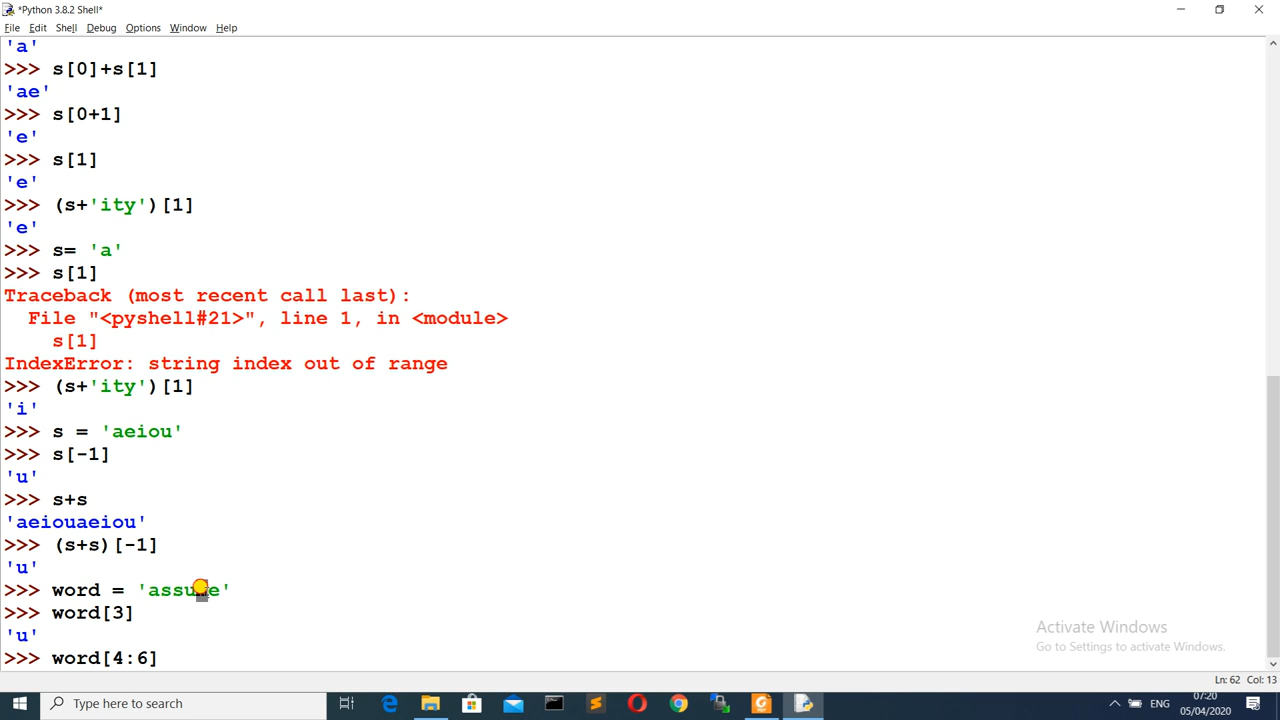 *Python 3.8.2 Shell*
File Edit Shell Debug Options Window Help
'a'
>>> s[0]+s[1]
'ae'
>>> s[0+1]
'e'
>>> s[1]
'e'
>>> (s+'ity')[1]
'e'
>>> s= 'a'
>>> s[1]
Traceback (most recent call last):
File "<pyshell#21>", line 1, in <module>
s[1]
IndexError: string index out of range
>>> (s+'ity')[1]
'i'
>>> s = 'aeiou'
>>> s[-1]
'u'
>>> s+s
'aeiouaeiou'
>>> (s+s)[-1]
'u'
>>> word =
>>> word[3]
'u'
>>> word[4:6]
Activate Windows
Go to Settings to activate Windows.
Ln: 62 Col: 13
Type here to search
ENG
07:20
05/04/2020